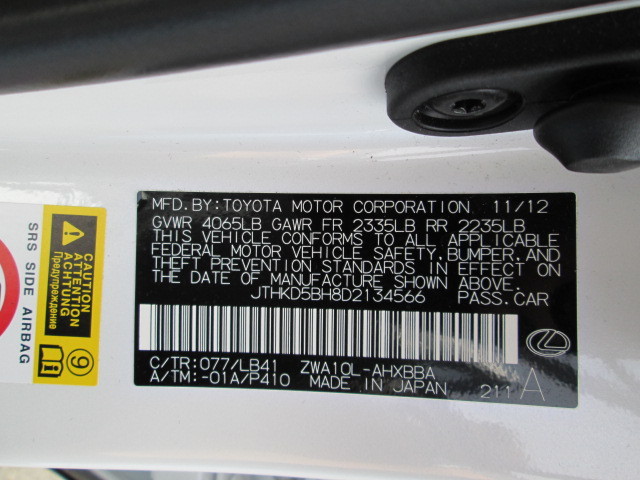 MFD.BY:TOYOTA MOTOR CORPORATION 11/12
GVWR 4065LB GAWR FR 2335LB RR 2235LB
THIS VEHICLE CONFORMS TO ALL APPLICABLE
FEDERAL MOTOR VEHICLE SAFETY,BUMPER,AND
THEFT PREVENTION STANDARDS IN EFFECT ON
THE DATE OF MANUFACTURE SHOWN ABOVE.
JTHKD5BH8D2134566 PASS.CAR
C/TR:077/LB41 ZWA10L-AHXBBA
A/TM:-01A/P410 MADE IN JAPAN 211 A
SRS SIDE AIRBAG
CAUTION
ATTENTION
Предупреждение
9